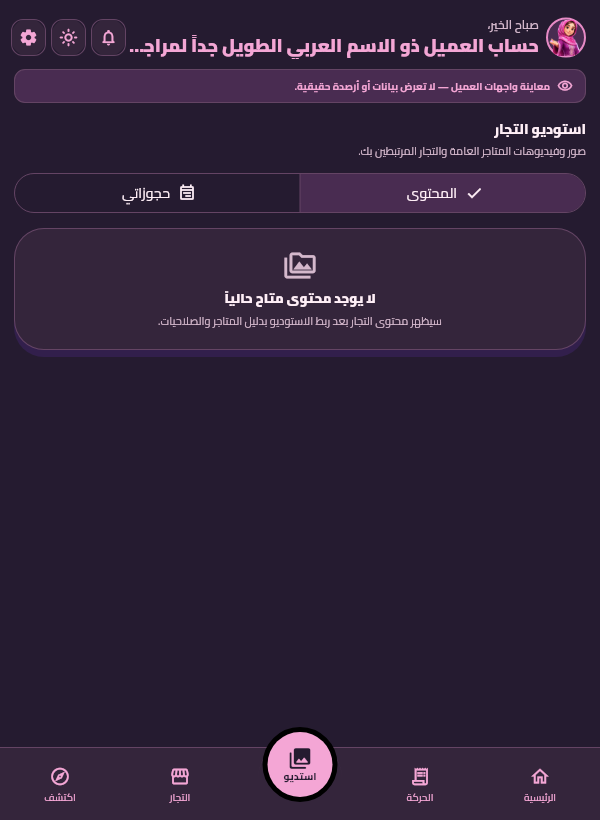 صباح الخير،
حساب العميل ذو الاسم العربي الطويل جداً لمراجـ...
معاينة واجهات العميل — لا تعرض بيانات أو أرصدة حقيقية.
استوديو التجار
صور وفيديوهات المتاجر العامة والتجار المرتبطين بك.
المحتوى
حجوزاتي
لا يوجد محتوى متاح حالياً
سيظهر محتوى التجار بعد ربط الاستوديو بدليل المتاجر والصلاحيات.
الرئيسية
الحركة
استديو
التجار
اكتشف